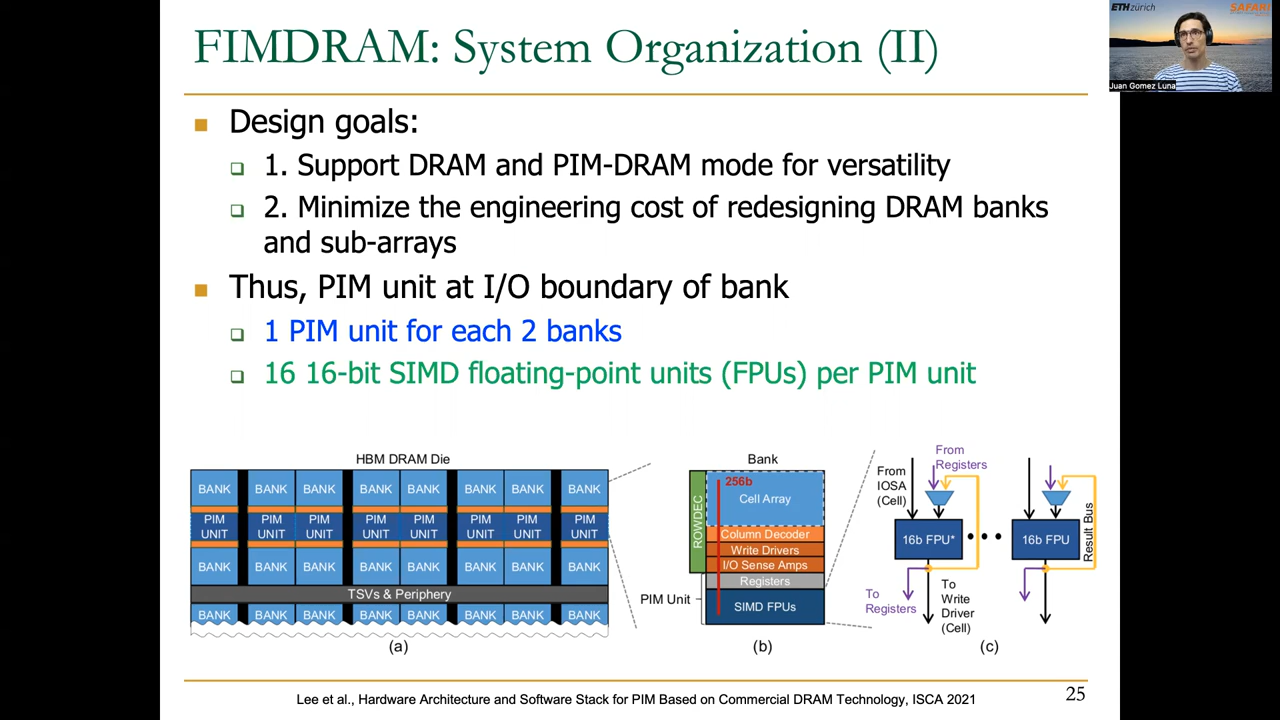 FIMDRAM: System Organization (II)
ETH zürich
SAFARI
Juan Gomez Luna
Design goals:
1. Support DRAM and PIM-DRAM mode for versatility
2. Minimize the engineering cost of redesigning DRAM banks
and sub-arrays
Thus, PIM unit at I/O boundary of bank
1 PIM unit for each 2 banks
16 16-bit SIMD floating-point units (FPUs) per PIM unit
HBM DRAM Die
BANK BANK BANK BANK BANK BANK BANK BANK
PIM UNIT PIM UNIT PIM UNIT PIM UNIT PIM UNIT PIM UNIT PIM UNIT PIM UNIT
BANK BANK BANK BANK BANK BANK BANK BANK
TSVs & Periphery
BANK BANK BANK BANK BANK BANK BANK BANK
(a)
Bank
ROWDEC
256b
Cell Array
Column Decoder
Write Drivers
I/O Sense Amps
Registers
PIM Unit
SIMD FPUs
(b)
From
Registers
From
IOSA
(Cell)
16b FPU*
16b FPU
Result Bus
To
Registers
To
Write
Driver
(Cell)
(c)
Lee et al., Hardware Architecture and Software Stack for PIM Based on Commercial DRAM Technology, ISCA 2021
25